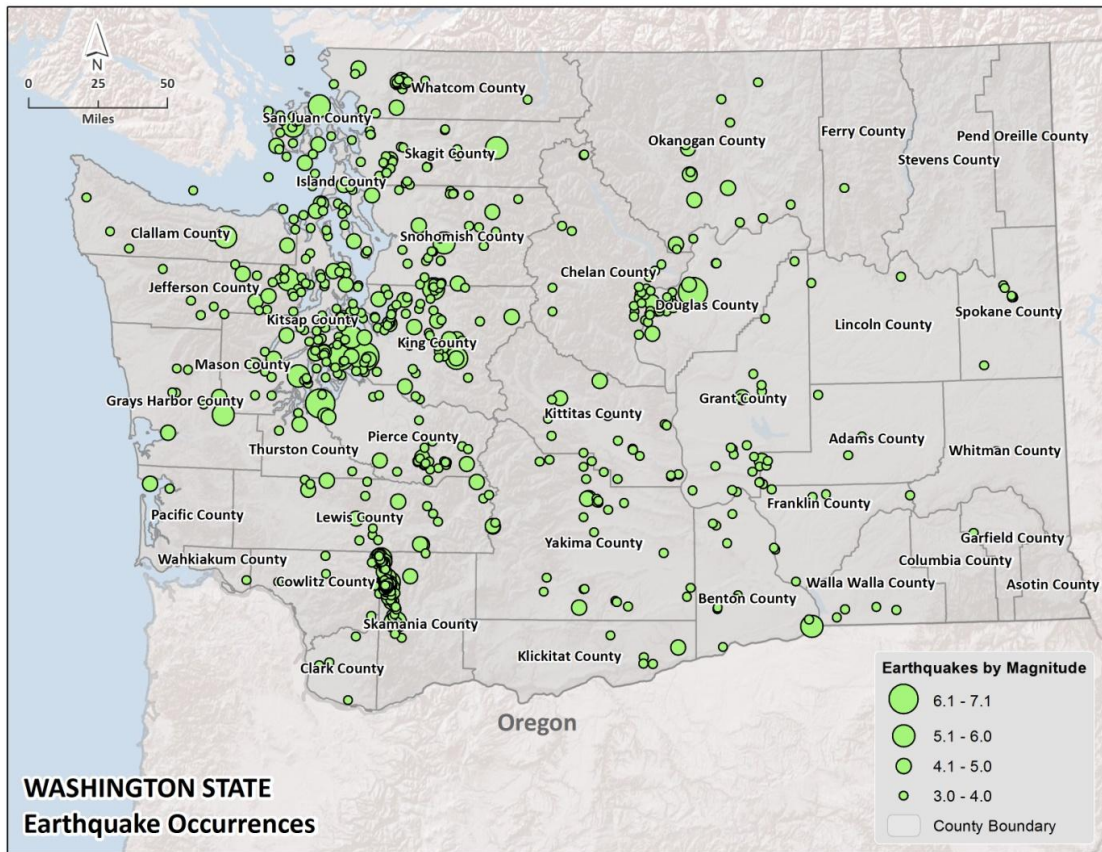 N
0 25 50
Miles
Whatcom County
San Juan County
Skagit County
Okanogan County
Ferry County
Pend Oreille County
Stevens County
Island County
Clallam County
Snohomish County
Chelan County
Jefferson County
Douglas County
Kitsap County
King County
Lincoln County
Spokane County
Mason County
Grays Harbor County
Kittitas County
Grant County
Pierce County
Thurston County
Adams County
Whitman County
Pacific County
Lewis County
Franklin County
Yakima County
Garfield County
Wahkiakum County
Cowlitz County
Columbia County
Walla Walla County
Asotin County
Benton County
Skamania County
Klickitat County
Clark County
Oregon
Earthquakes by Magnitude
6.1 - 7.1
5.1 - 6.0
4.1 - 5.0
3.0 - 4.0
County Boundary
WASHINGTON STATE
Earthquake Occurrences